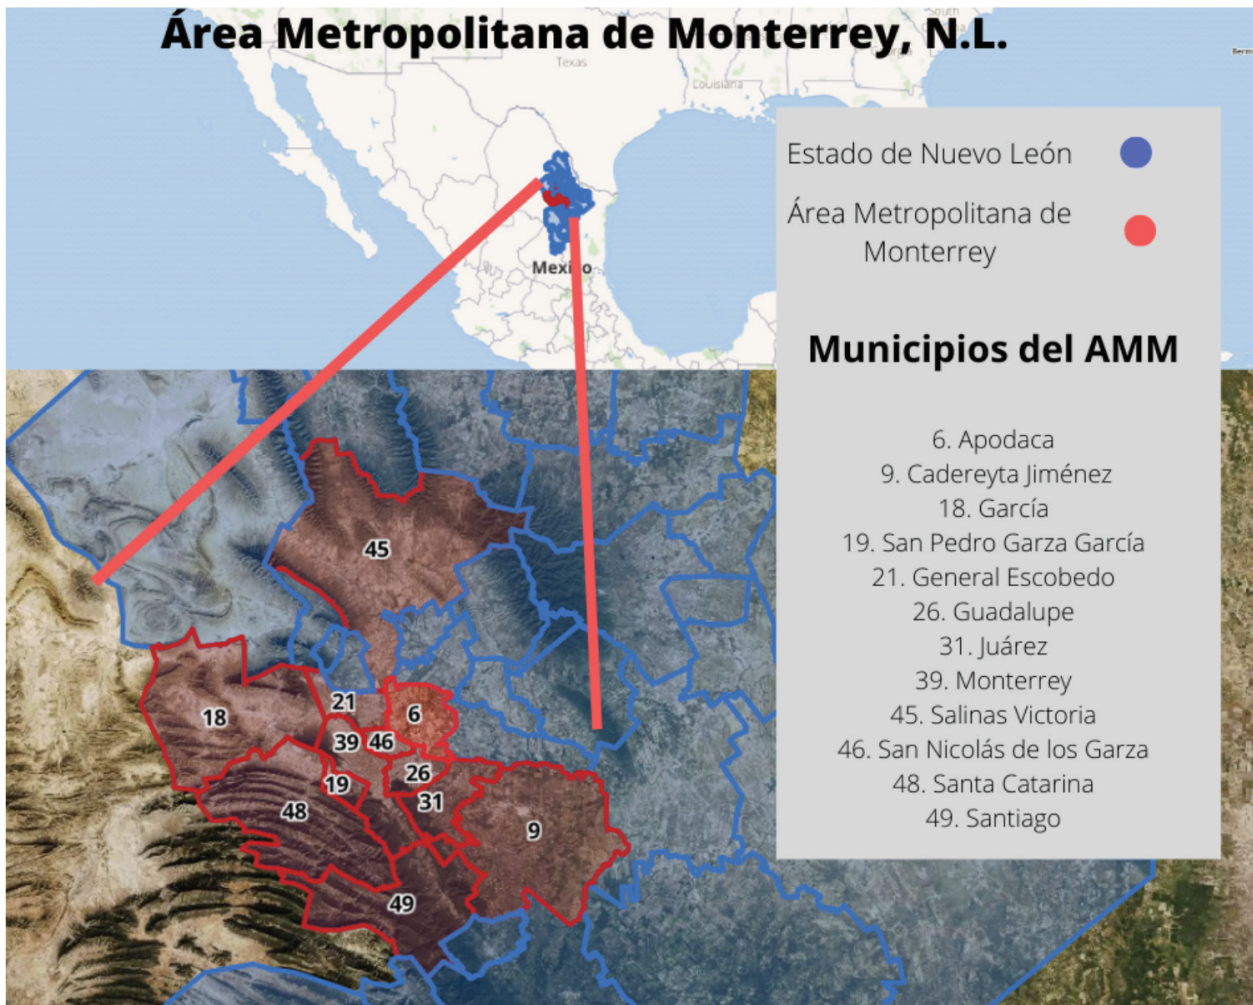 Área Metropolitana de Monterrey, N.L.
Texas
Louisiana
South
Mexico
Estado de Nuevo León
Área Metropolitana de
Monterrey
Municipios del AMM
6. Apodaca
9. Cadereyta Jiménez
18. García
19. San Pedro Garza García
21. General Escobedo
26. Guadalupe
31. Juárez
39. Monterrey
45. Salinas Victoria
46. San Nicolás de los Garza
48. Santa Catarina
49. Santiago
45
21
18
6
39
46
26
19
31
48
9
49